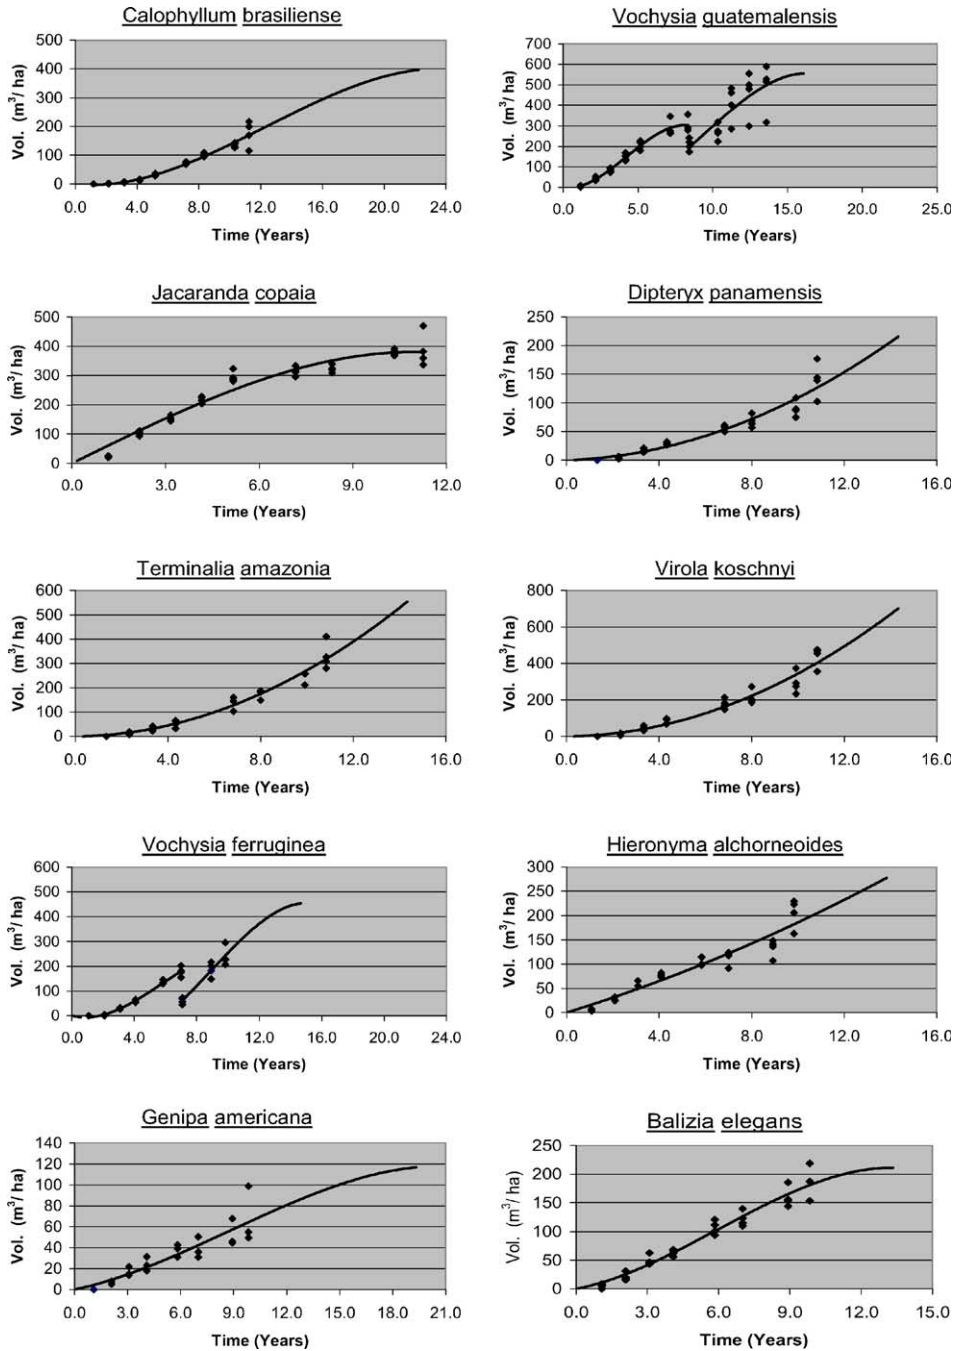 Calophyllum brasiliense
Vol. (m³/ ha)
500
400
300
200
100
0
0.0 4.0 8.0 12.0 16.0 20.0 24.0
Time (Years)
Vochysia guatemalensis
Vol. (m³/ ha)
700
600
500
400
300
200
100
0
0.0 5.0 10.0 15.0 20.0 25.0
Time (Years)
Jacaranda copaia
Vol. (m³/ ha)
500
400
300
200
100
0
0.0 3.0 6.0 9.0 12.0
Time (Years)
Dipteryx panamensis
Vol. (m³/ ha)
250
200
150
100
50
0
0.0 4.0 8.0 12.0 16.0
Time (Years)
Terminalia amazonia
Vol. (m³/ ha)
600
500
400
300
200
100
0
0.0 4.0 8.0 12.0 16.0
Time (Years)
Virola koschnyi
Vol. (m³/ ha)
800
600
400
200
0
0.0 4.0 8.0 12.0 16.0
Time (Years)
Vochysia ferruginea
Vol. (m³/ ha)
600
500
400
300
200
100
0
0.0 4.0 8.0 12.0 16.0 20.0 24.0
Time (Years)
Hieronyma alchorneoides
Vol. (m³/ ha)
300
250
200
150
100
50
0
0.0 4.0 8.0 12.0 16.0
Time (Years)
Genipa americana
Vol. (m³/ ha)
140
120
100
80
60
40
20
0
0.0 3.0 6.0 9.0 12.0 15.0 18.0 21.0
Time (Years)
Balizia elegans
Vol. (m³/ ha)
250
200
150
100
50
0
0.0 3.0 6.0 9.0 12.0 15.0
Time (Years)